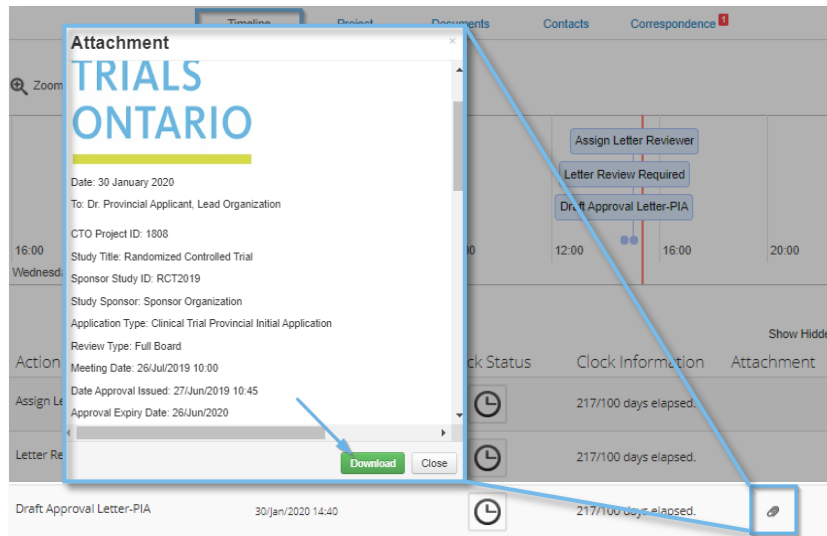 Timeline Project Documents Contacts Correspondence 1
Attachment ×
Zoom
TRIALS
ONTARIO
Date: 30 January 2020
To: Dr. Provincial Applicant, Lead Organization
CTO Project ID: 1808
Study Title: Randomized Controlled Trial
Sponsor Study ID: RCT2019
Study Sponsor: Sponsor Organization
Application Type: Clinical Trial Provincial Initial Application
Review Type: Full Board
Meeting Date: 26/Jul/2019 10:00
Date Approval Issued: 27/Jun/2019 10:45
Approval Expiry Date: 26/Jun/2020
Download Close
Assign Letter Reviewer
Letter Review Required
Draft Approval Letter-PIA
16:00 12:00 16:00 20:00
Show Hidde
Action ck Status Clock Information Attachment
Assign Le 217/100 days elapsed.
Letter Re 217/100 days elapsed.
Draft Approval Letter-PIA 30/Jan/2020 14:40 217/100 days elapsed.